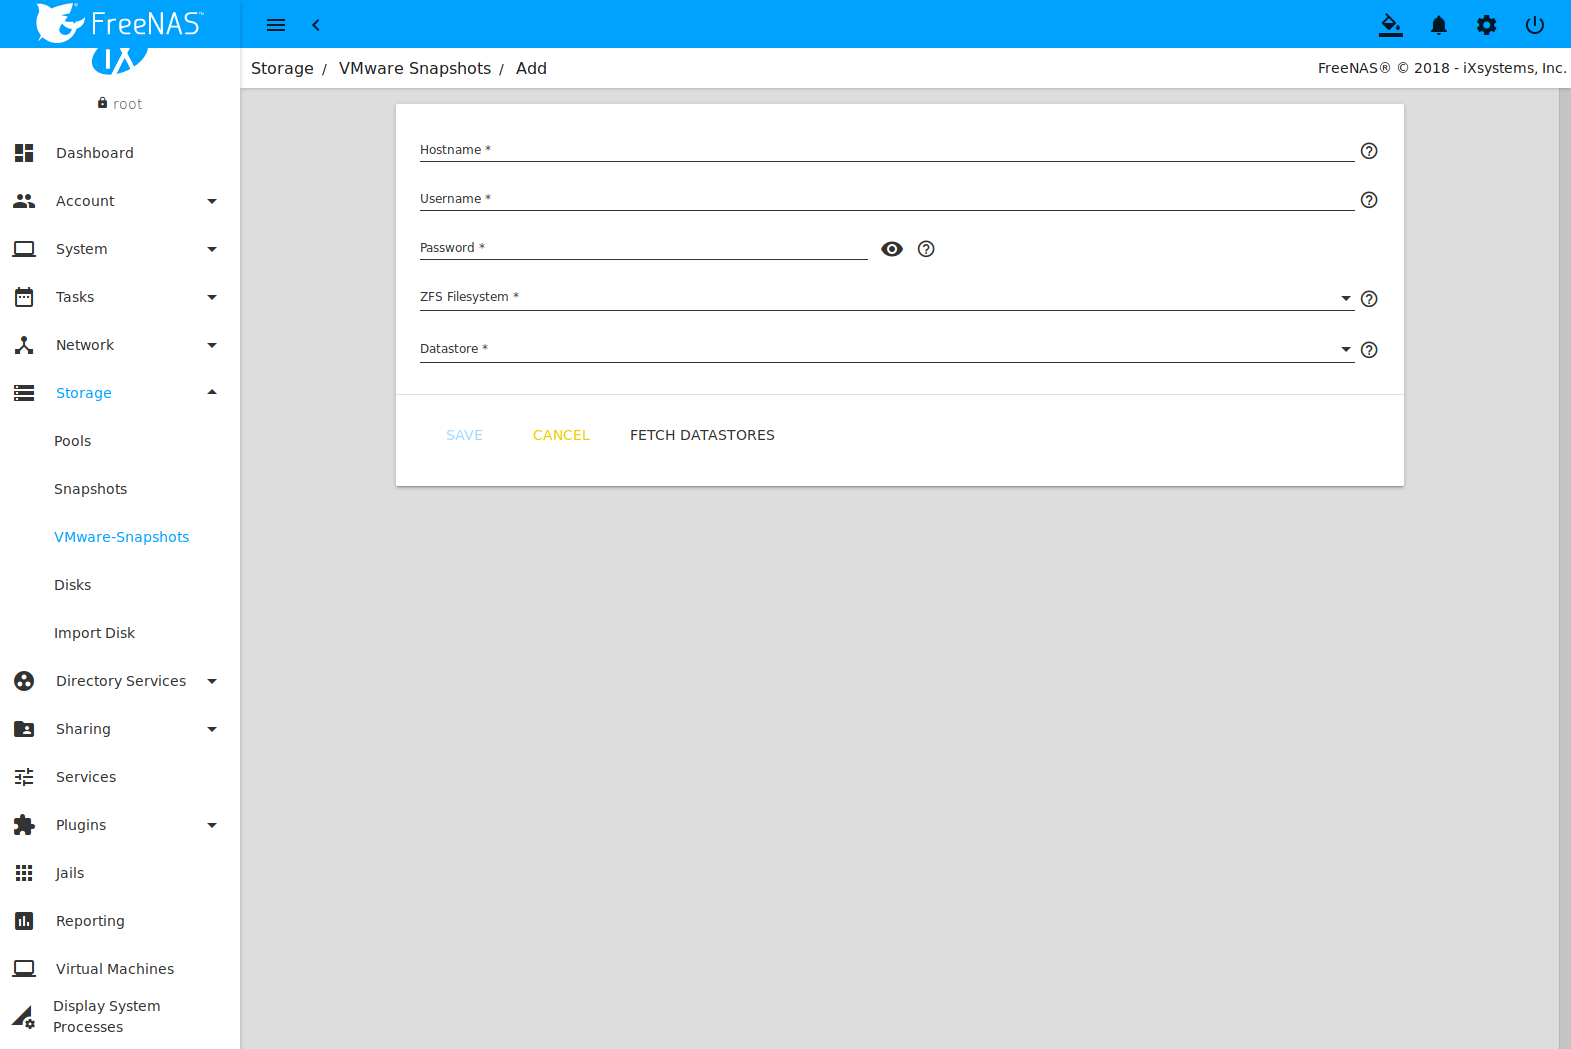 FreeNAS™
Storage / VMware Snapshots / Add
FreeNAS® © 2018 - iXsystems, Inc.
iX
root
Dashboard
Account
System
Tasks
Network
Storage
Pools
Snapshots
VMware-Snapshots
Disks
Import Disk
Directory Services
Sharing
Services
Plugins
Jails
Reporting
Virtual Machines
Display System
Processes
Hostname *
Username *
Password *
ZFS Filesystem *
Datastore *
SAVE CANCEL FETCH DATASTORES